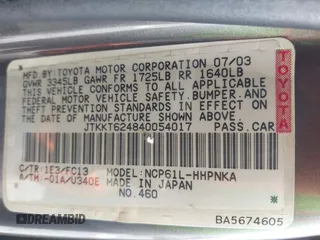 MFD. BY TOYOTA MOTOR CORPORATION 07/03
GVWR 3345LB GAWR FR 1725LB RR 1640LB
THIS VEHICLE CONFORMS TO ALL APPLICABLE
FEDERAL MOTOR VEHICLE SAFETY, BUMPER, AND
THEFT PREVENTION STANDARDS IN EFFECT ON
THE DATE OF MANUFACTURE SHOWN ABOVE.
JTKKT624840054017 PASS.CAR
TOYOTA
C/TR: 1E3/FC13 MODEL: NCP61L-HHPNKA
A/TM: -01A/U340E MADE IN JAPAN
NO.460
BA5674605
DREAMBID